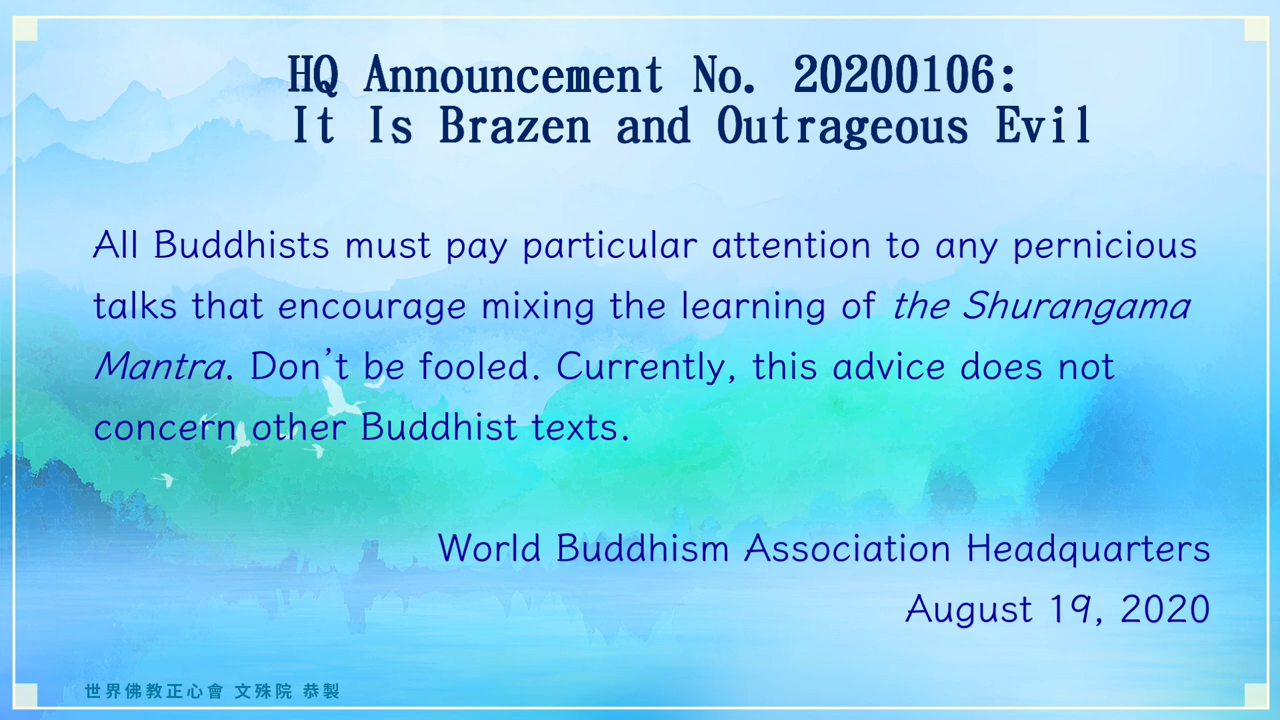 HQ Announcement No. 20200106:
It Is Brazen and Outrageous Evil
All Buddhists must pay particular attention to any pernicious
talks that encourage mixing the learning of the Shurangama
Mantra. Don’t be fooled. Currently, this advice does not
concern other Buddhist texts.
World Buddhism Association Headquarters
August 19, 2020
世界佛教正心會 文殊院 恭製